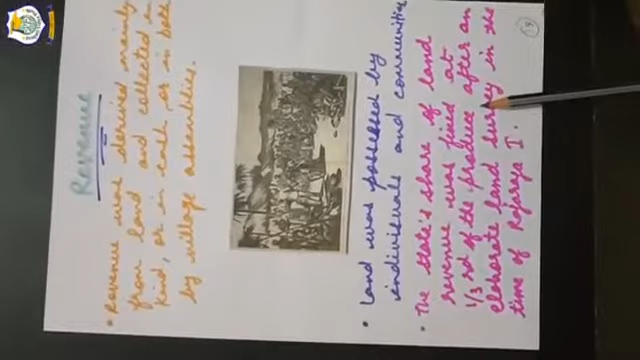 Revenue
• Revenue was derived mainly
from land and collected in
kind, or in cash, or in both
by village assemblies.
• Land was possessed by
individuals and communities
• The state's share of land
revenue was fixed at
1/3 rd of the produce after an
elaborate land survey in the
time of Rajaraja I.